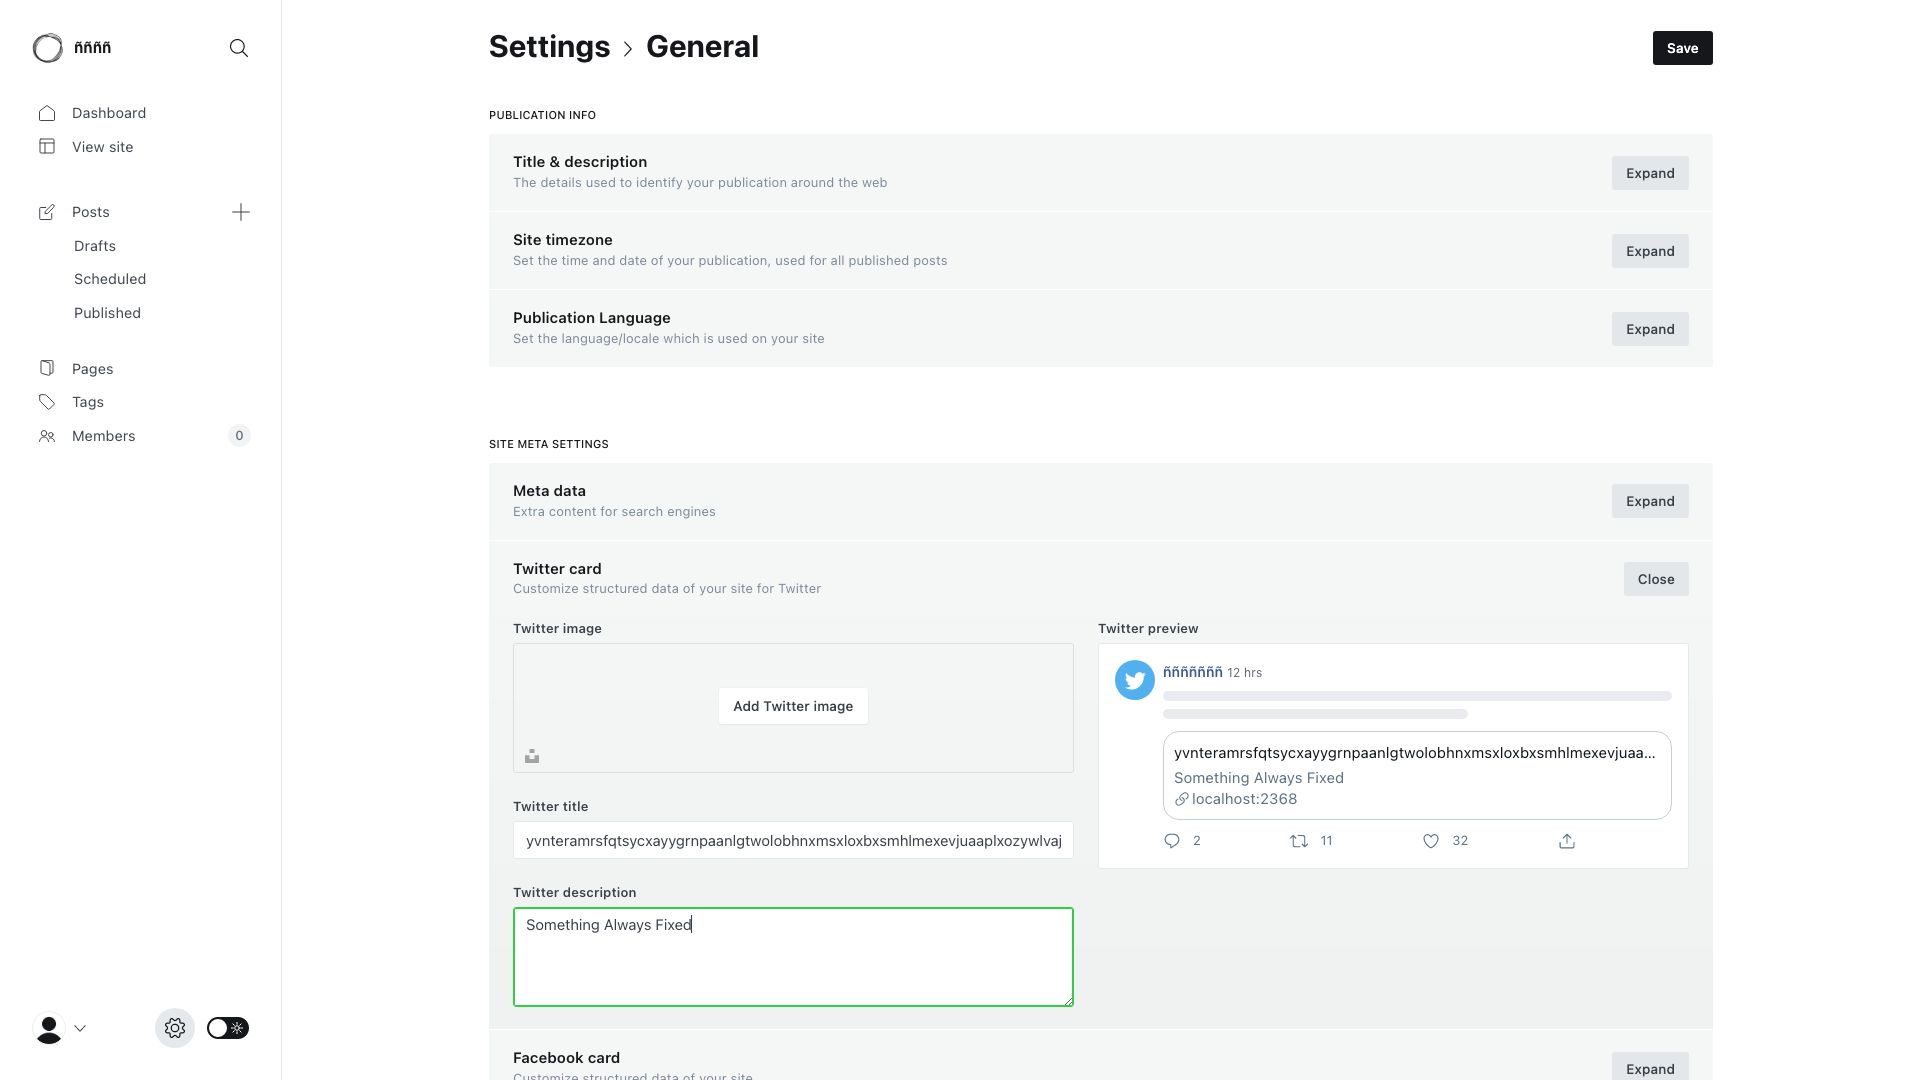 ññññ
Dashboard
View site
Posts
Drafts
Scheduled
Published
Pages
Tags
Members 0
Settings › General
Save
PUBLICATION INFO
Title & description
The details used to identify your publication around the web
Expand
Site timezone
Set the time and date of your publication, used for all published posts
Expand
Publication Language
Set the language/locale which is used on your site
Expand
SITE META SETTINGS
Meta data
Extra content for search engines
Expand
Twitter card
Customize structured data of your site for Twitter
Close
Twitter image
Add Twitter image
Twitter title
yvnteramrsfqtsycxayygrnpaanlgtwolobhnxmsxloxbxsmhlmexevjuaaplxozywlvaj
Twitter description
Something Always Fixed
Twitter preview
ñññññññ 12 hrs
yvnteramrsfqtsycxayygrnpaanlgtwolobhnxmsxloxbxsmhlmexevjuaa...
Something Always Fixed
localhost:2368
2 11 32
Facebook card
Customize structured data of your site
Expand